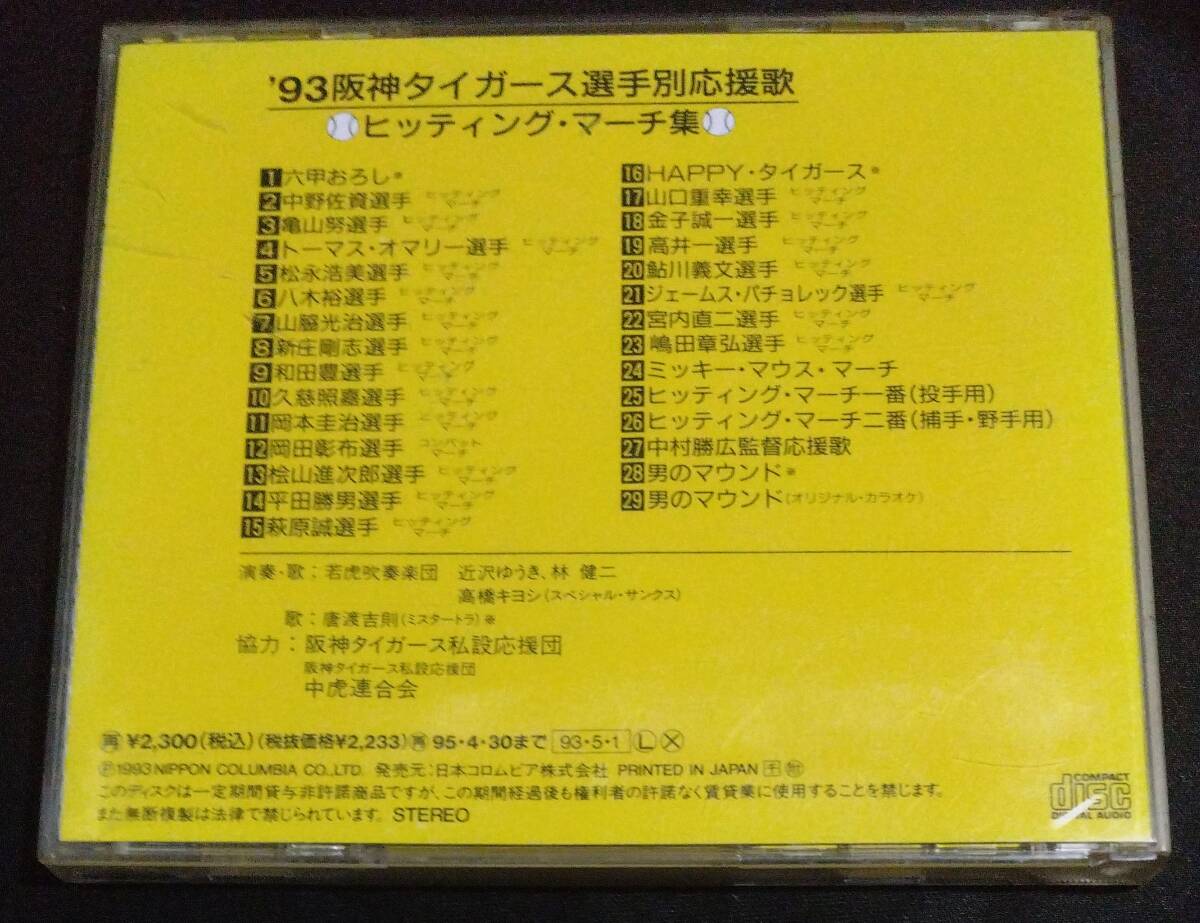 '93阪神タイガース選手別応援歌
ヒッティング・マーチ集
1 六甲おろし※
2 中野佐資選手 ヒッティングマーチ
3 亀山努選手 ヒッティングマーチ
4 トーマス・オマリー選手 ヒッティングマーチ
5 松永浩美選手 ヒッティングマーチ
6 八木裕選手 ヒッティングマーチ
7 山脇光治選手 ヒッティングマーチ
8 新庄剛志選手 ヒッティングマーチ
9 和田豊選手 ヒッティングマーチ
10 久慈照嘉選手 ヒッティングマーチ
11 岡本圭治選手 ヒッティングマーチ
12 岡田彰布選手 コンバットマーチ
13 桧山進次郎選手 ヒッティングマーチ
14 平田勝男選手 ヒッティングマーチ
15 萩原誠選手 ヒッティングマーチ
16 HAPPY・タイガース※
17 山口重幸選手 ヒッティングマーチ
18 金子誠一選手 ヒッティングマーチ
19 高井一選手 ヒッティングマーチ
20 鮎川義文選手 ヒッティングマーチ
21 ジェームス・パチョレック選手 ヒッティングマーチ
22 宮内直二選手 ヒッティングマーチ
23 嶋田章弘選手 ヒッティングマーチ
24 ミッキー・マウス・マーチ
25 ヒッティング・マーチ一番(投手用)
26 ヒッティング・マーチ二番(捕手・野手用)
27 中村勝広監督応援歌
28 男のマウンド※
29 男のマウンド(オリジナル・カラオケ)
演奏・歌：若虎吹奏楽団 近沢ゆうき、林 健二
高橋キヨシ(スペシャル・サンクス)
歌：唐渡吉則(ミスタートラ)※
協力：阪神タイガース私設応援団
阪神タイガース私設応援団
中虎連合会
再 ¥2,300(税込)(税抜価格¥2,233) 再 95・4・30まで 93・5・1 L X
Ⓟ1993 NIPPON COLUMBIA CO.,LTD. 発売元：日本コロムビア株式会社 PRINTED IN JAPAN
このディスクは一定期間貸与非許諾商品ですが、この期間経過後も権利者の許諾なく賃貸業に使用することを禁じます。
また無断複製は法律で禁じられています。 STEREO
COMPACT
disc
DIGITAL AUDIO